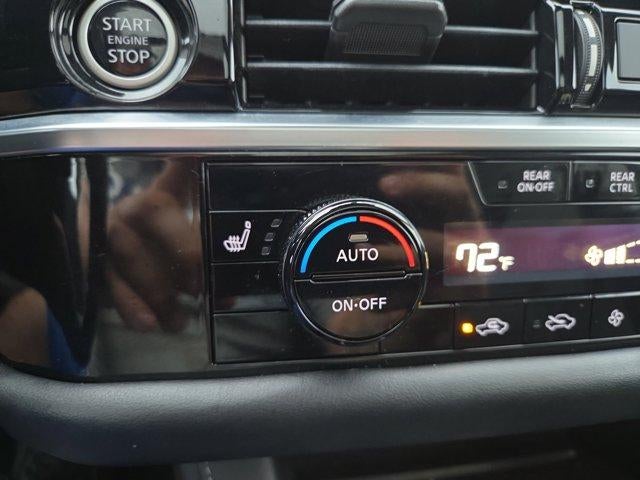 START
ENGINE
STOP
REAR
ON·OFF
REAR
CTRL
AUTO
ON·OFF
72°F